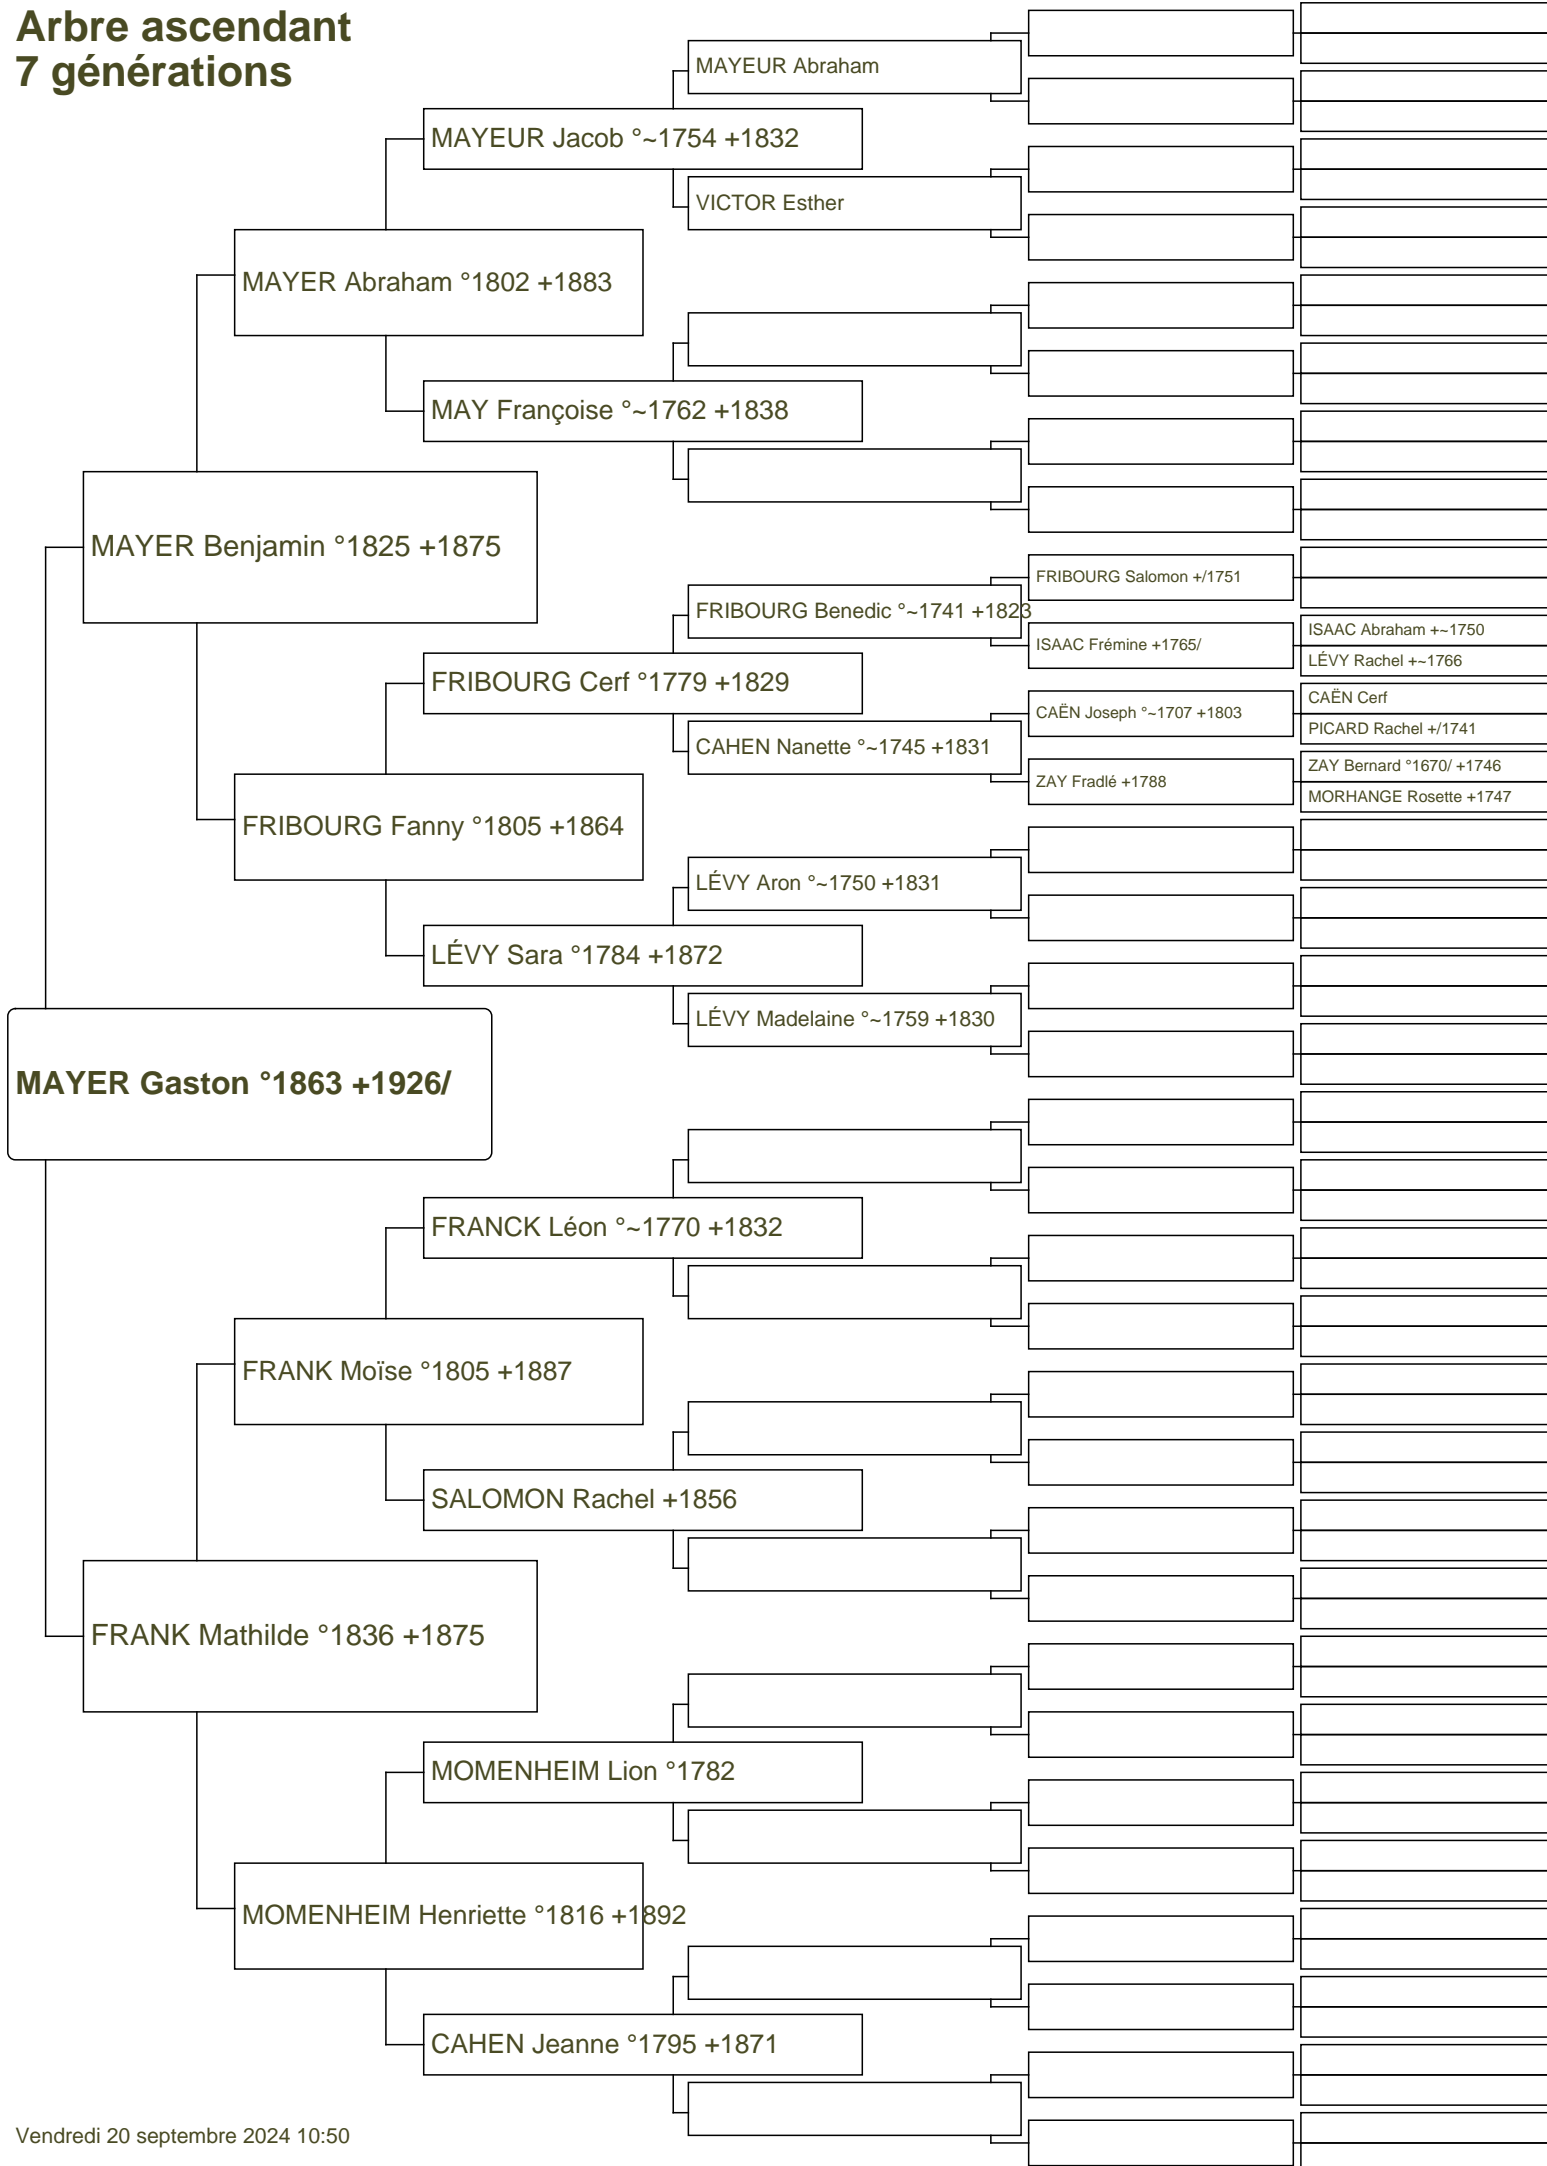 Arbre ascendant
7 générations
MAYEUR Abraham
MAYEUR Jacob °~1754 +1832
VICTOR Esther
MAYER Abraham °1802 +1883
MAY Françoise °~1762 +1838
MAYER Benjamin °1825 +1875
FRIBOURG Salomon +/1751
FRIBOURG Benedic °~1741 +1823
ISAAC Frémine +1765/
ISAAC Abraham +~1750
LÉVY Rachel +~1766
FRIBOURG Cerf °1779 +1829
CAËN Joseph °~1707 +1803
CAËN Cerf
PICARD Rachel +/1741
CAHEN Nanette °~1745 +1831
ZAY Fradlé +1788
ZAY Bernard °1670/ +1746
MORHANGE Rosette +1747
FRIBOURG Fanny °1805 +1864
LÉVY Aron °~1750 +1831
LÉVY Sara °1784 +1872
LÉVY Madelaine °~1759 +1830
MAYER Gaston °1863 +1926/
FRANCK Léon °~1770 +1832
FRANK Moïse °1805 +1887
SALOMON Rachel +1856
FRANK Mathilde °1836 +1875
MOMENHEIM Lion °1782
MOMENHEIM Henriette °1816 +1892
CAHEN Jeanne °1795 +1871
Vendredi 20 septembre 2024 10:50